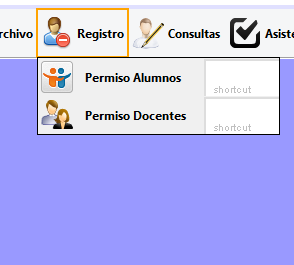 rchivo Registro Consultas Asiste
Permiso Alumnos shortcut
Permiso Docentes shortcut